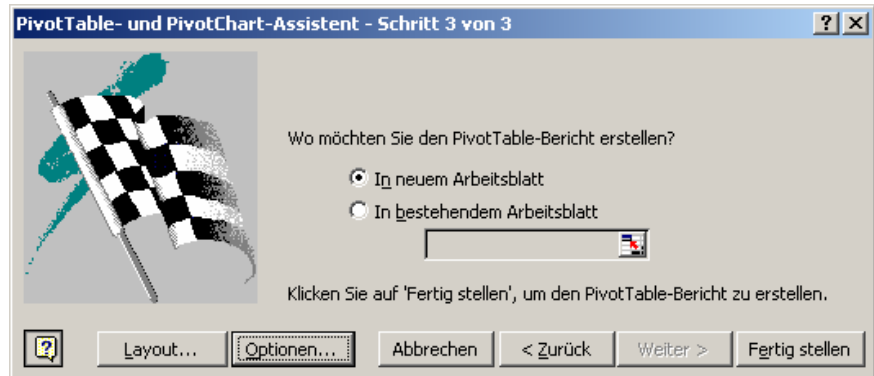 PivotTable- und PivotChart-Assistent - Schritt 3 von 3
Wo möchten Sie den PivotTable-Bericht erstellen?
In neuem Arbeitsblatt
In bestehendem Arbeitsblatt
Klicken Sie auf 'Fertig stellen', um den PivotTable-Bericht zu erstellen.
Layout... Optionen... Abbrechen < Zurück Weiter > Fertig stellen